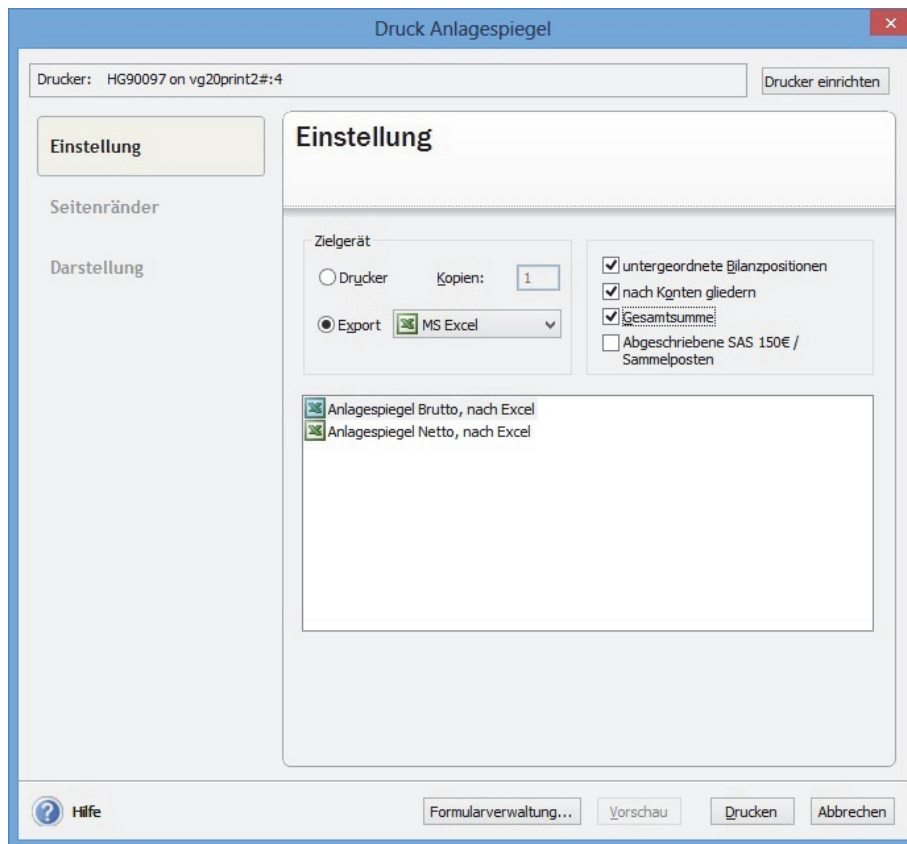 Druck Anlagespiegel
Drucker: HG90097 on vg20print2#:4
Drucker einrichten
Einstellung
Seitenränder
Darstellung
Einstellung
Zielgerät
Drucker
Kopien:
1
Export
MS Excel
untergeordnete Bilanzpositionen
nach Konten gliedern
Gesamtsumme
Abgeschriebene SAS 150€ /
Sammelposten
Anlagespiegel Brutto, nach Excel
Anlagespiegel Netto, nach Excel
Hilfe
Formularverwaltung...
Vorschau
Drucken
Abbrechen